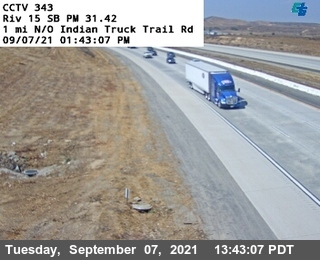 CCTV 343
Riv 15 SB PM 31.42
1 mi N/O Indian Truck Trail Rd
09/07/21 01:43:07 PM
Tuesday, September 07, 2021 13:43:07 PDT